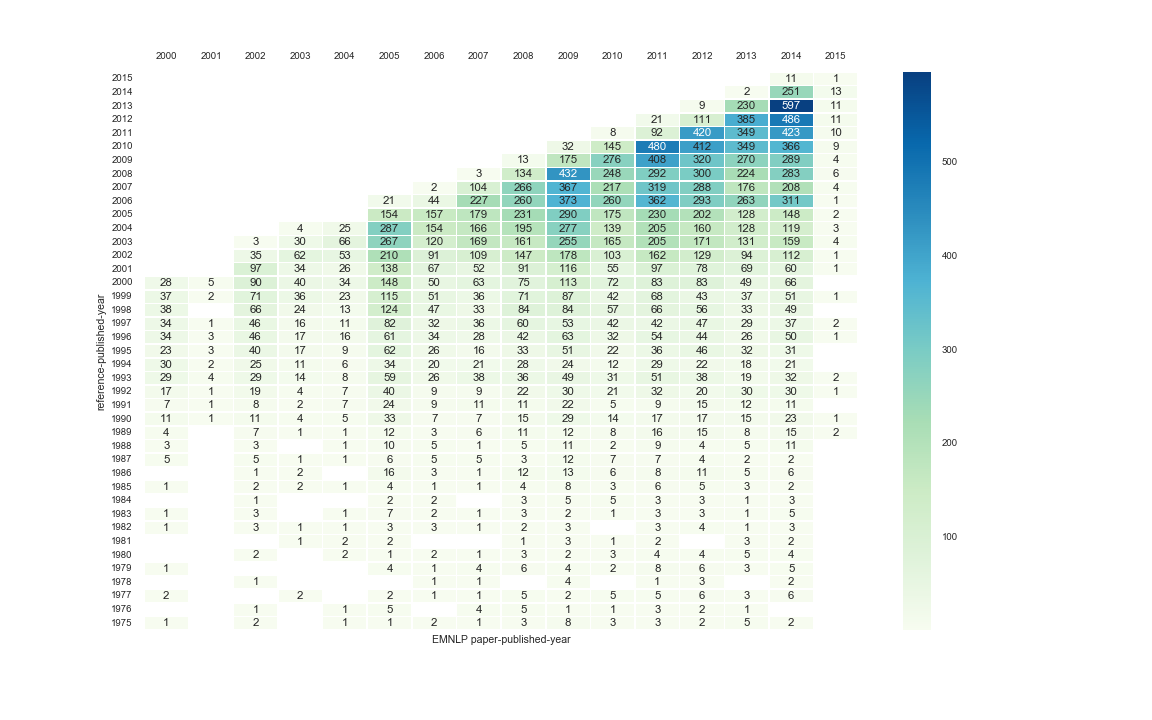 2000 2001 2002 2003 2004 2005 2006 2007 2008 2009 2010 2011 2012 2013 2014 2015
2015 11 1
2014 2 251 13
2013 9 230 597 11
2012 21 111 385 486 11
2011 8 92 420 349 423 10
2010 32 145 480 412 349 366 9
2009 13 175 276 408 320 270 289 4
2008 3 134 432 248 292 300 224 283 6
2007 2 104 266 367 217 319 288 176 208 4
2006 21 44 227 260 373 260 362 293 263 311 1
2005 154 157 179 231 290 175 230 202 128 148 2
2004 4 25 287 154 166 195 277 139 205 160 128 119 3
2003 3 30 66 267 120 169 161 255 165 205 171 131 159 4
2002 35 62 53 210 91 109 147 178 103 162 129 94 112 1
2001 97 34 26 138 67 52 91 116 55 97 78 69 60 1
2000 28 5 90 40 34 148 50 63 75 113 72 83 83 49 66
1999 37 2 71 36 23 115 51 36 71 87 42 68 43 37 51 1
1998 38 66 24 13 124 47 33 84 84 57 66 56 33 49
1997 34 1 46 16 11 82 32 36 60 53 42 42 47 29 37 2
1996 34 3 46 17 16 61 34 28 42 63 32 54 44 26 50 1
1995 23 3 40 17 9 62 26 16 33 51 22 36 46 32 31
1994 30 2 25 11 6 34 20 21 28 24 12 29 22 18 21
1993 29 4 29 14 8 59 26 38 36 49 31 51 38 19 32 2
1992 17 1 19 4 7 40 9 9 22 30 21 32 20 30 30 1
1991 7 1 8 2 7 24 9 11 11 22 5 9 15 12 11
1990 11 1 11 4 5 33 7 7 15 29 14 17 17 15 23 1
1989 4 7 1 1 12 3 6 11 12 8 16 15 8 15 2
1988 3 3 1 10 5 1 5 11 2 9 4 5 11
1987 5 5 1 1 6 5 5 3 12 7 7 4 2 2
1986 1 2 16 3 1 12 13 6 8 11 5 6
1985 1 2 2 1 4 1 1 4 8 3 6 5 3 2
1984 1 2 2 3 5 5 3 3 1 3
1983 1 3 1 7 2 1 3 2 1 3 3 1 5
1982 1 3 1 1 3 3 1 2 3 3 4 1 3
1981 1 2 2 1 3 1 2 3 2
1980 2 2 1 2 1 3 2 3 4 4 5 4
1979 1 4 1 4 6 4 2 8 6 3 5
1978 1 1 1 4 1 3 2
1977 2 2 2 1 1 5 2 5 5 6 3 6
1976 1 1 5 4 5 1 1 3 2 1
1975 1 2 1 1 2 1 3 8 3 3 2 5 2
reference-published-year
EMNLP paper-published-year
500
400
300
200
100